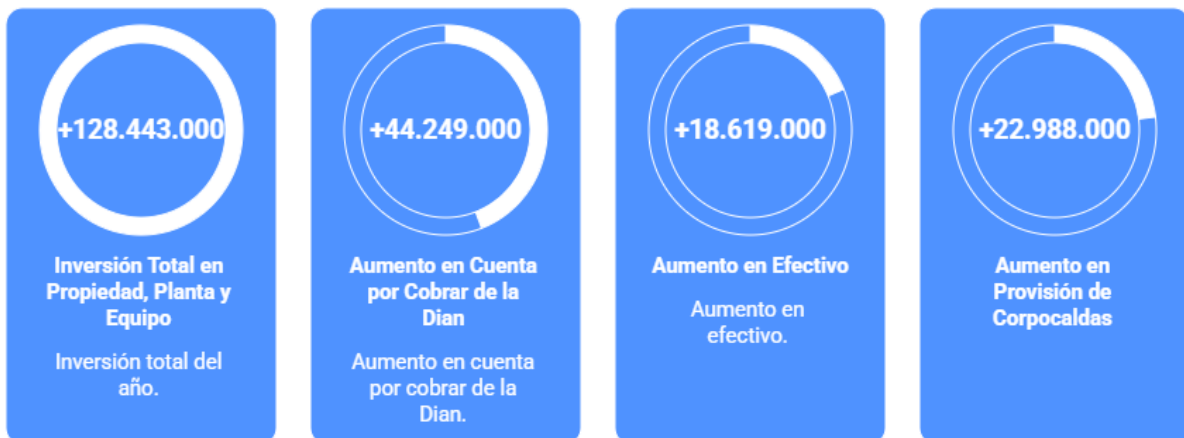 +128.443.000
Inversión Total en
Propiedad, Planta y
Equipo
Inversión total del
año.
+44.249.000
Aumento en Cuenta
por Cobrar de la
Dian
Aumento en cuenta
por cobrar de la
Dian.
+18.619.000
Aumento en Efectivo
Aumento en
efectivo.
+22.988.000
Aumento en
Provisión de
Corpocaldas